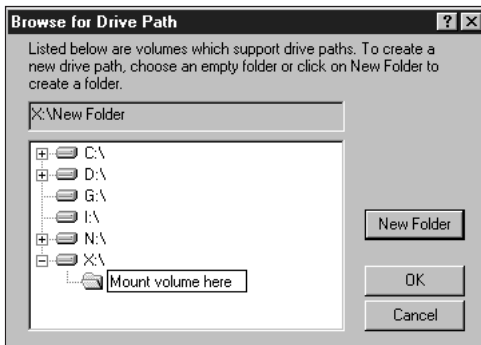 Browse for Drive Path
Listed below are volumes which support drive paths. To create a
new drive path, choose an empty folder or click on New Folder to
create a folder.
X:\New Folder
C:\
D:\
G:\
I:\
N:\
X:\
Mount volume here
New Folder
OK
Cancel